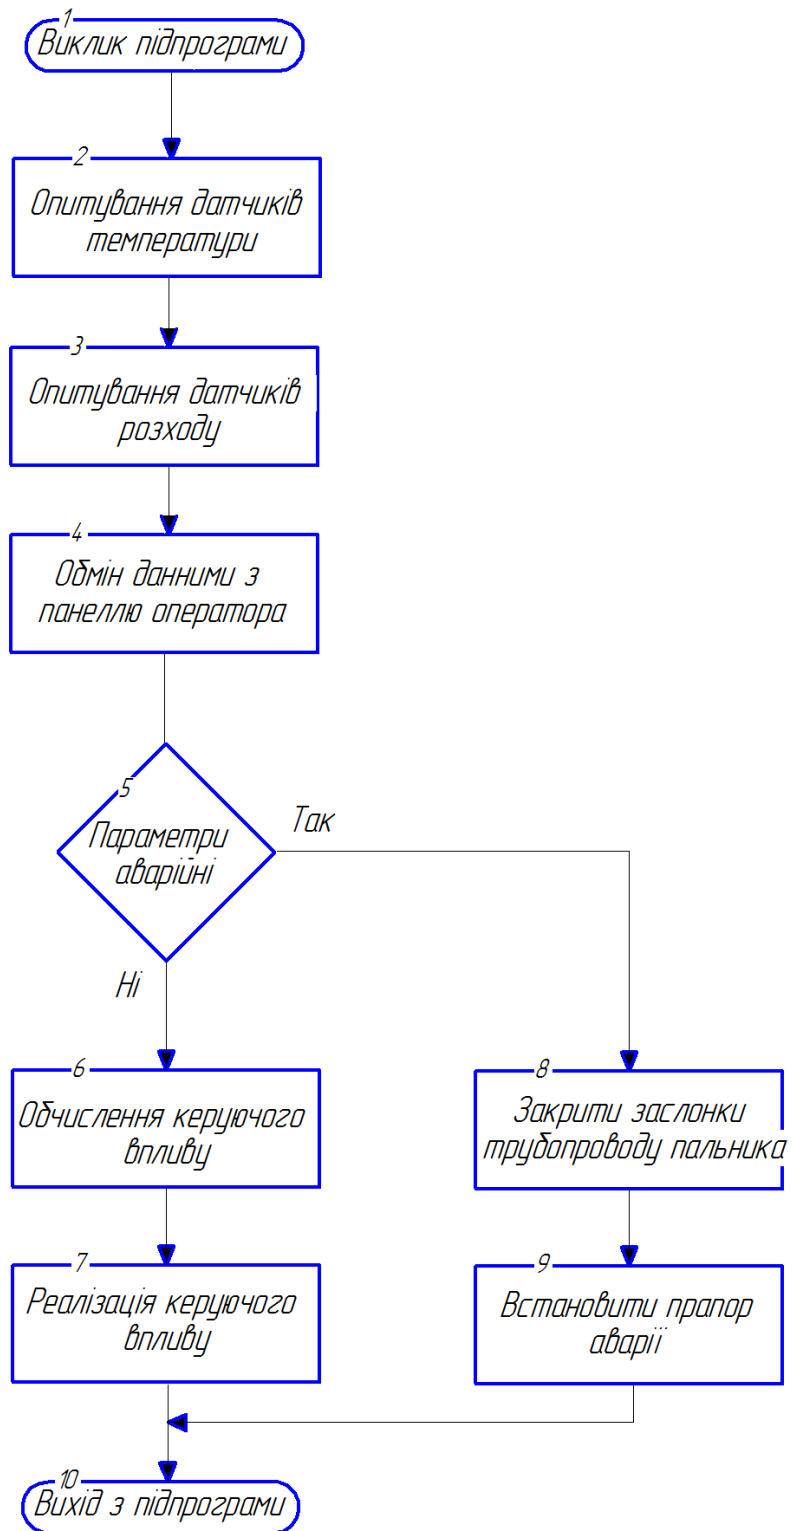 1
Виклик підпрограми
2
Опитування датчиків
температури
3
Опитування датчиків
розходу
4
Обмін данними з
панеллю оператора
5
Параметри
аварійні
Так
Ні
6
Обчислення керуючого
впливу
7
Реалізація керуючого
впливу
8
Закрити заслонки
трубопроводу пальника
9
Встановити прапор
аварії
10
Вихід з підпрограми